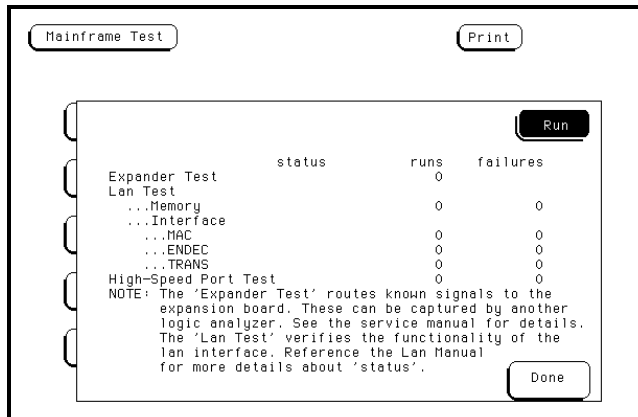 Mainframe Test Print
Run
status runs failures
Expander Test 0
Lan Test
...Memory 0 0
...Interface
...MAC 0 0
...ENDEC 0 0
...TRANS 0 0
High-Speed Port Test 0 0
NOTE: The 'Expander Test' routes known signals to the
expansion board. These can be captured by another
logic analyzer. See the service manual for details.
The 'Lan Test' verifies the functionality of the
lan interface. Reference the Lan Manual
for more details about 'status'.
Done